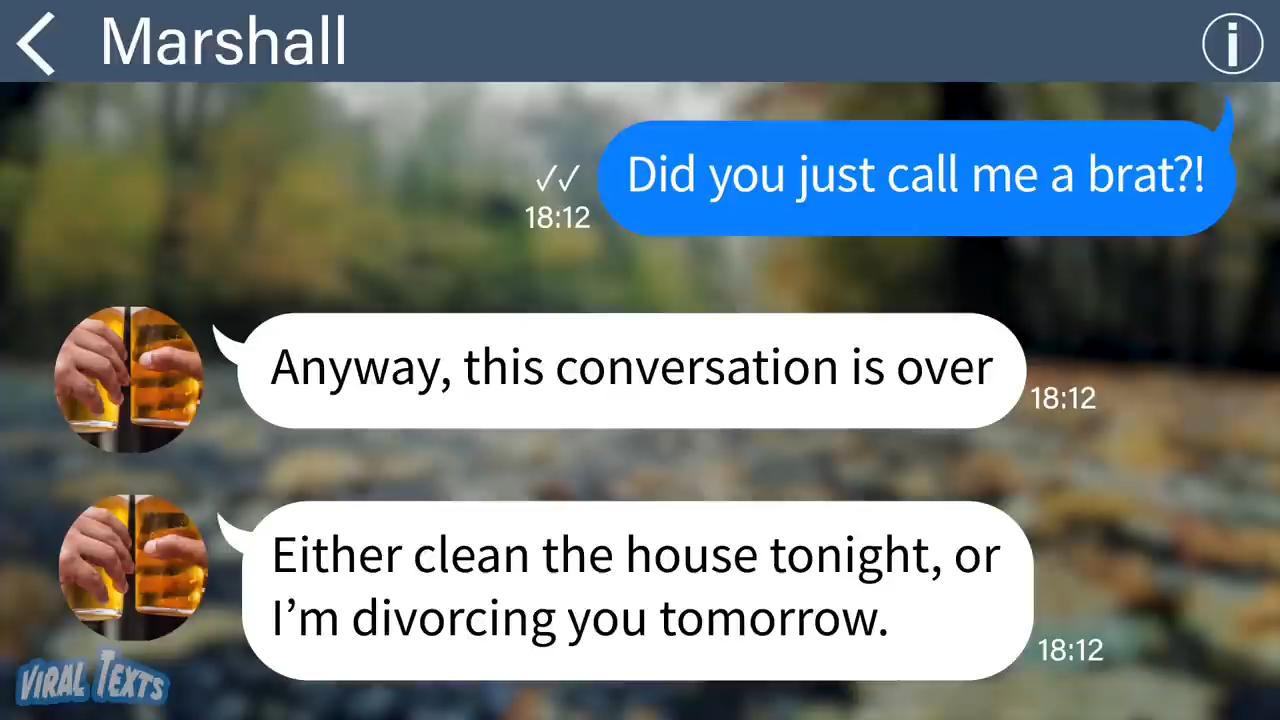 Marshall
Did you just call me a brat?!
✓✓
18:12
Anyway, this conversation is over
18:12
Either clean the house tonight, or
I’m divorcing you tomorrow.
18:12
VIRAL TEXTS